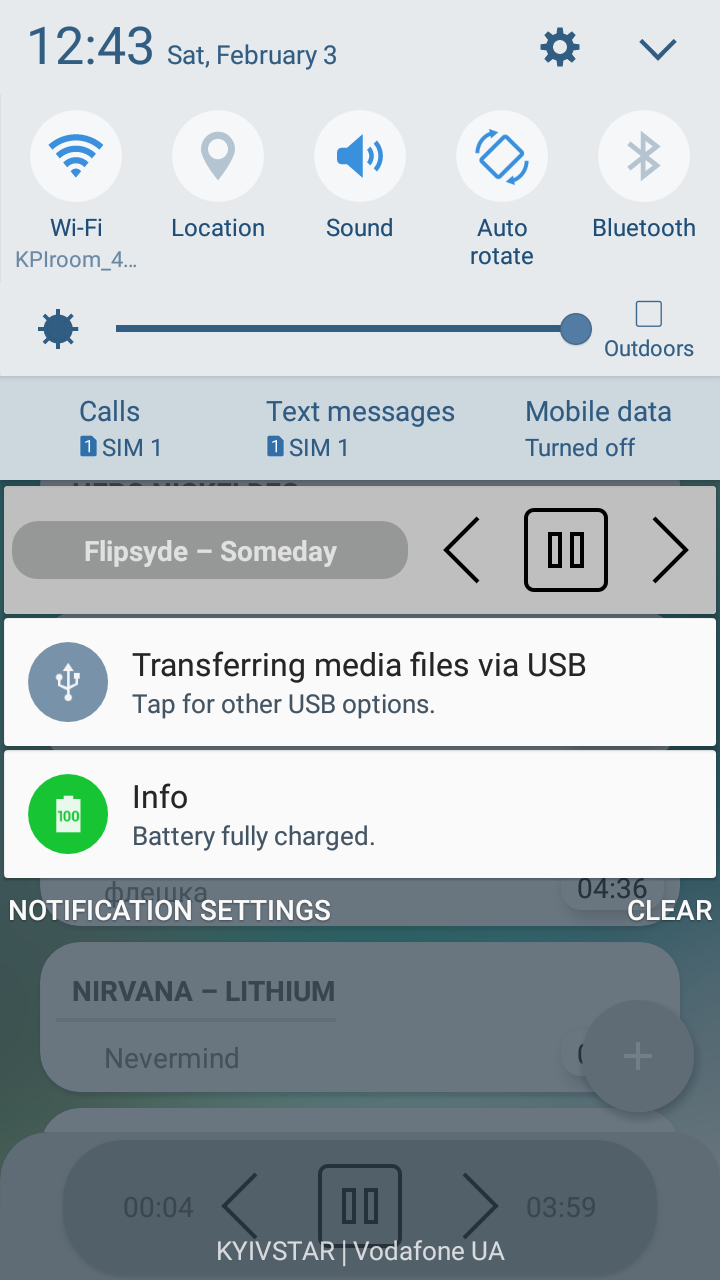 12:43 Sat, February 3
Wi-Fi
KPIroom_4...
Location
Sound
Auto
rotate
Bluetooth
Outdoors
Calls
1 SIM 1
Text messages
1 SIM 1
Mobile data
Turned off
Flipsyde – Someday
Transferring media files via USB
Tap for other USB options.
100
Info
Battery fully charged.
флешка
04:36
NOTIFICATION SETTINGS
CLEAR
NIRVANA – LITHIUM
Nevermind
00:04
03:59
KYIVSTAR | Vodafone UA